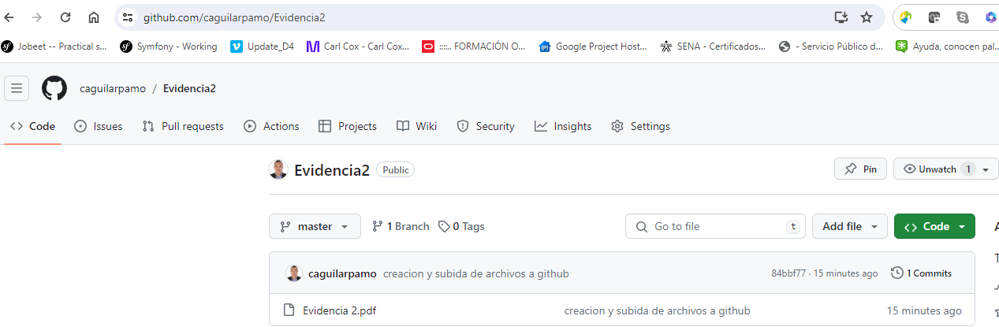 github.com/caguilarpamo/Evidencia2
Jobeet -- Practical s... Symfony - Working Update_D4 Carl Cox - Carl Cox... ::::.. FORMACIÓN O... Google Project Host... SENA - Certificados... - Servicio Público d... Ayuda, conocen pal...
caguilarpamo / Evidencia2
Code Issues Pull requests Actions Projects Wiki Security Insights Settings
Evidencia2 Public Pin Unwatch 1
master 1 Branch 0 Tags Go to file t Add file Code
caguilarpamo creacion y subida de archivos a github 84bbf77 · 15 minutes ago 1 Commits
Evidencia 2.pdf creacion y subida de archivos a github 15 minutes ago